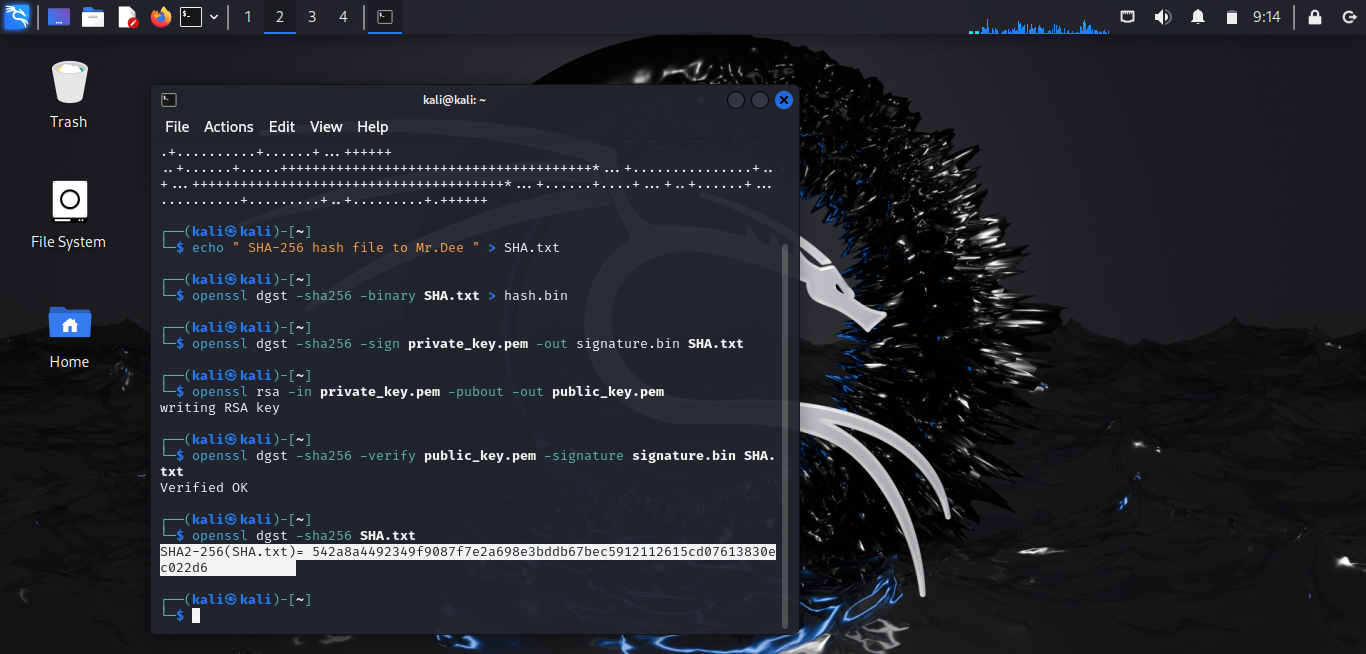 1 2 3 4 9:14
Trash
File System
Home
kali@kali: ~
File Actions Edit View Help
.+..........+......+...++++++
..+......+.....+++++++++++++++++++++++++++++++++++++++*...+...............+..
+...+++++++++++++++++++++++++++++++++++++++*...+......+....+...+..+......+...
..........+.........+..+.........+.++++++
┌──(kali㉿kali)-[~]
└─$ echo " SHA-256 hash file to Mr.Dee " > SHA.txt
┌──(kali㉿kali)-[~]
└─$ openssl dgst -sha256 -binary SHA.txt > hash.bin
┌──(kali㉿kali)-[~]
└─$ openssl dgst -sha256 -sign private_key.pem -out signature.bin SHA.txt
┌──(kali㉿kali)-[~]
└─$ openssl rsa -in private_key.pem -pubout -out public_key.pem
writing RSA key
┌──(kali㉿kali)-[~]
└─$ openssl dgst -sha256 -verify public_key.pem -signature signature.bin SHA.
txt
Verified OK
┌──(kali㉿kali)-[~]
└─$ openssl dgst -sha256 SHA.txt
SHA2-256(SHA.txt)= 542a8a4492349f9087f7e2a698e3bddb67bec5912112615cd07613830e
c022d6
┌──(kali㉿kali)-[~]
└─$